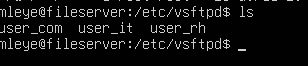 mleye@fileserver:/etc/vsftpd$ ls
user_com user_it user_rh
mleye@fileserver:/etc/vsftpd$ _